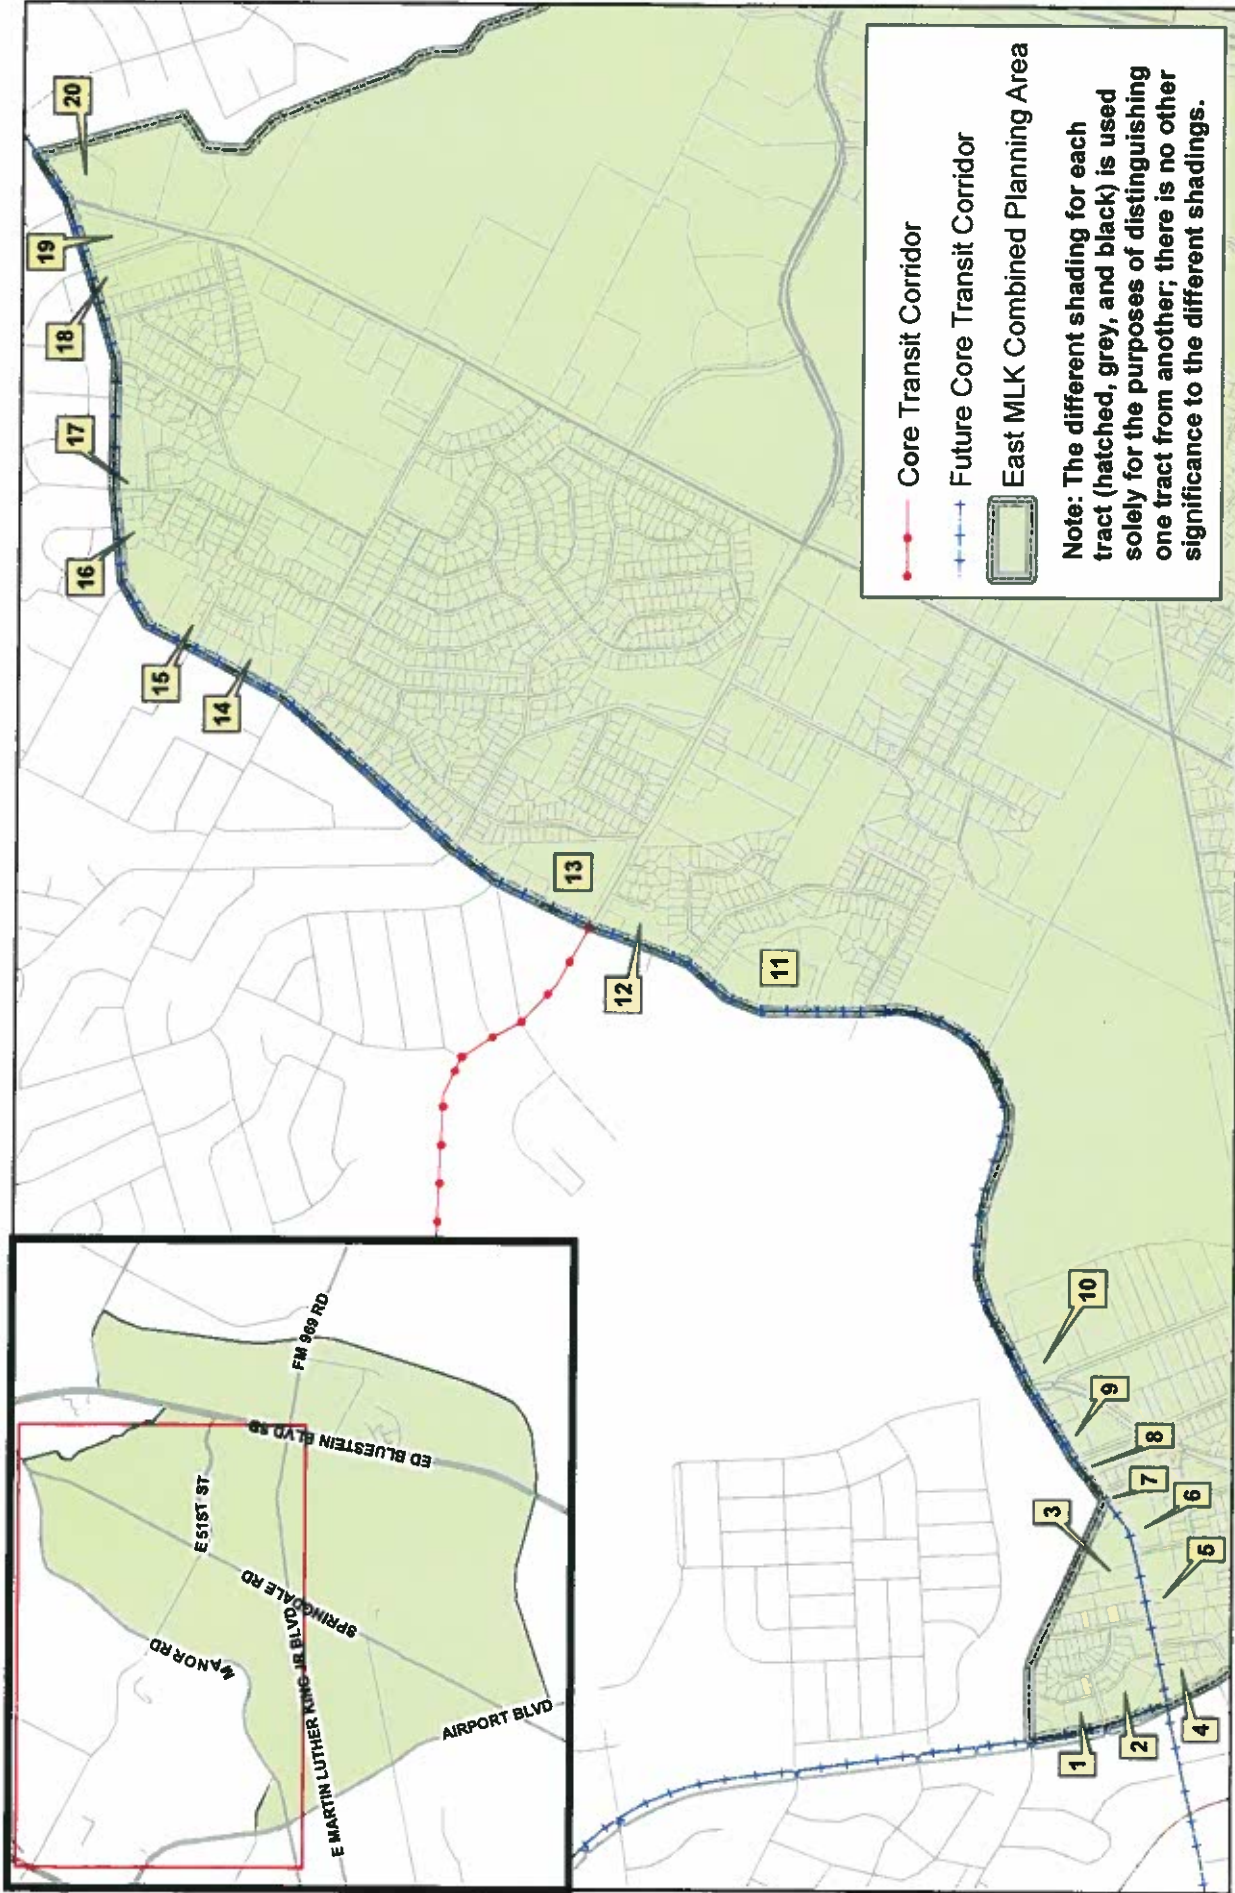 20
19
18
17
16
15
14
13
12
11
10
9
8
7
6
5
4
3
2
1
FM 969 RD
ED BLUESTEIN BLVD SB
E 51ST ST
SPRINGDALE RD
MANOR RD
E MARTIN LUTHER KING JR BLVD
AIRPORT BLVD
Core Transit Corridor
Future Core Transit Corridor
East MLK Combined Planning Area
Note: The different shading for each
tract (hatched, grey, and black) is used
solely for the purposes of distinguishing
one tract from another; there is no other
significance to the different shadings.